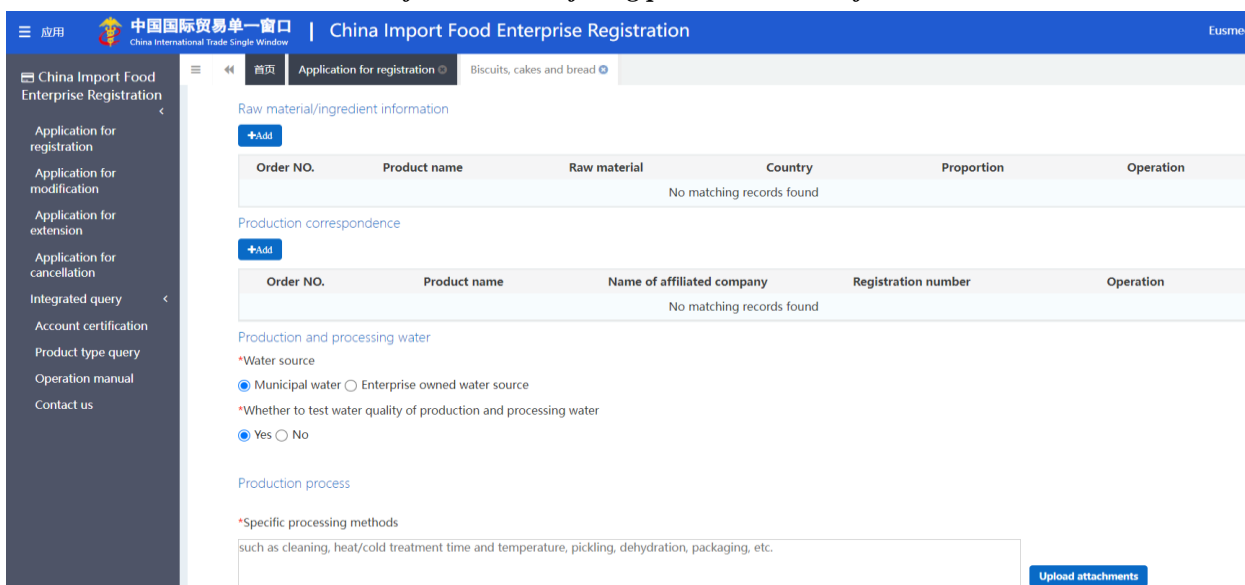 应用
中国国际贸易单一窗口 | China Import Food Enterprise Registration
China International Trade Single Window
Eusme
China Import Food
Enterprise Registration
Application for
registration
Application for
modification
Application for
extension
Application for
cancellation
Integrated query
Account certification
Product type query
Operation manual
Contact us
首页 Application for registration Biscuits, cakes and bread
Raw material/ingredient information
+Add
Order NO. Product name Raw material Country Proportion Operation
No matching records found
Production correspondence
+Add
Order NO. Product name Name of affiliated company Registration number Operation
No matching records found
Production and processing water
*Water source
Municipal water Enterprise owned water source
*Whether to test water quality of production and processing water
Yes No
Production process
*Specific processing methods
such as cleaning, heat/cold treatment time and temperature, pickling, dehydration, packaging, etc.
Upload attachments